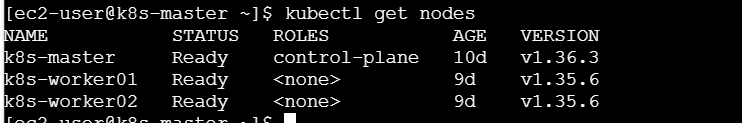 [ec2-user@k8s-master ~]$ kubectl get nodes
NAME           STATUS   ROLES           AGE   VERSION
k8s-master     Ready    control-plane   10d   v1.36.3
k8s-worker01   Ready    <none>          9d    v1.35.6
k8s-worker02   Ready    <none>          9d    v1.35.6
[ec2-user@k8s-master ~]$